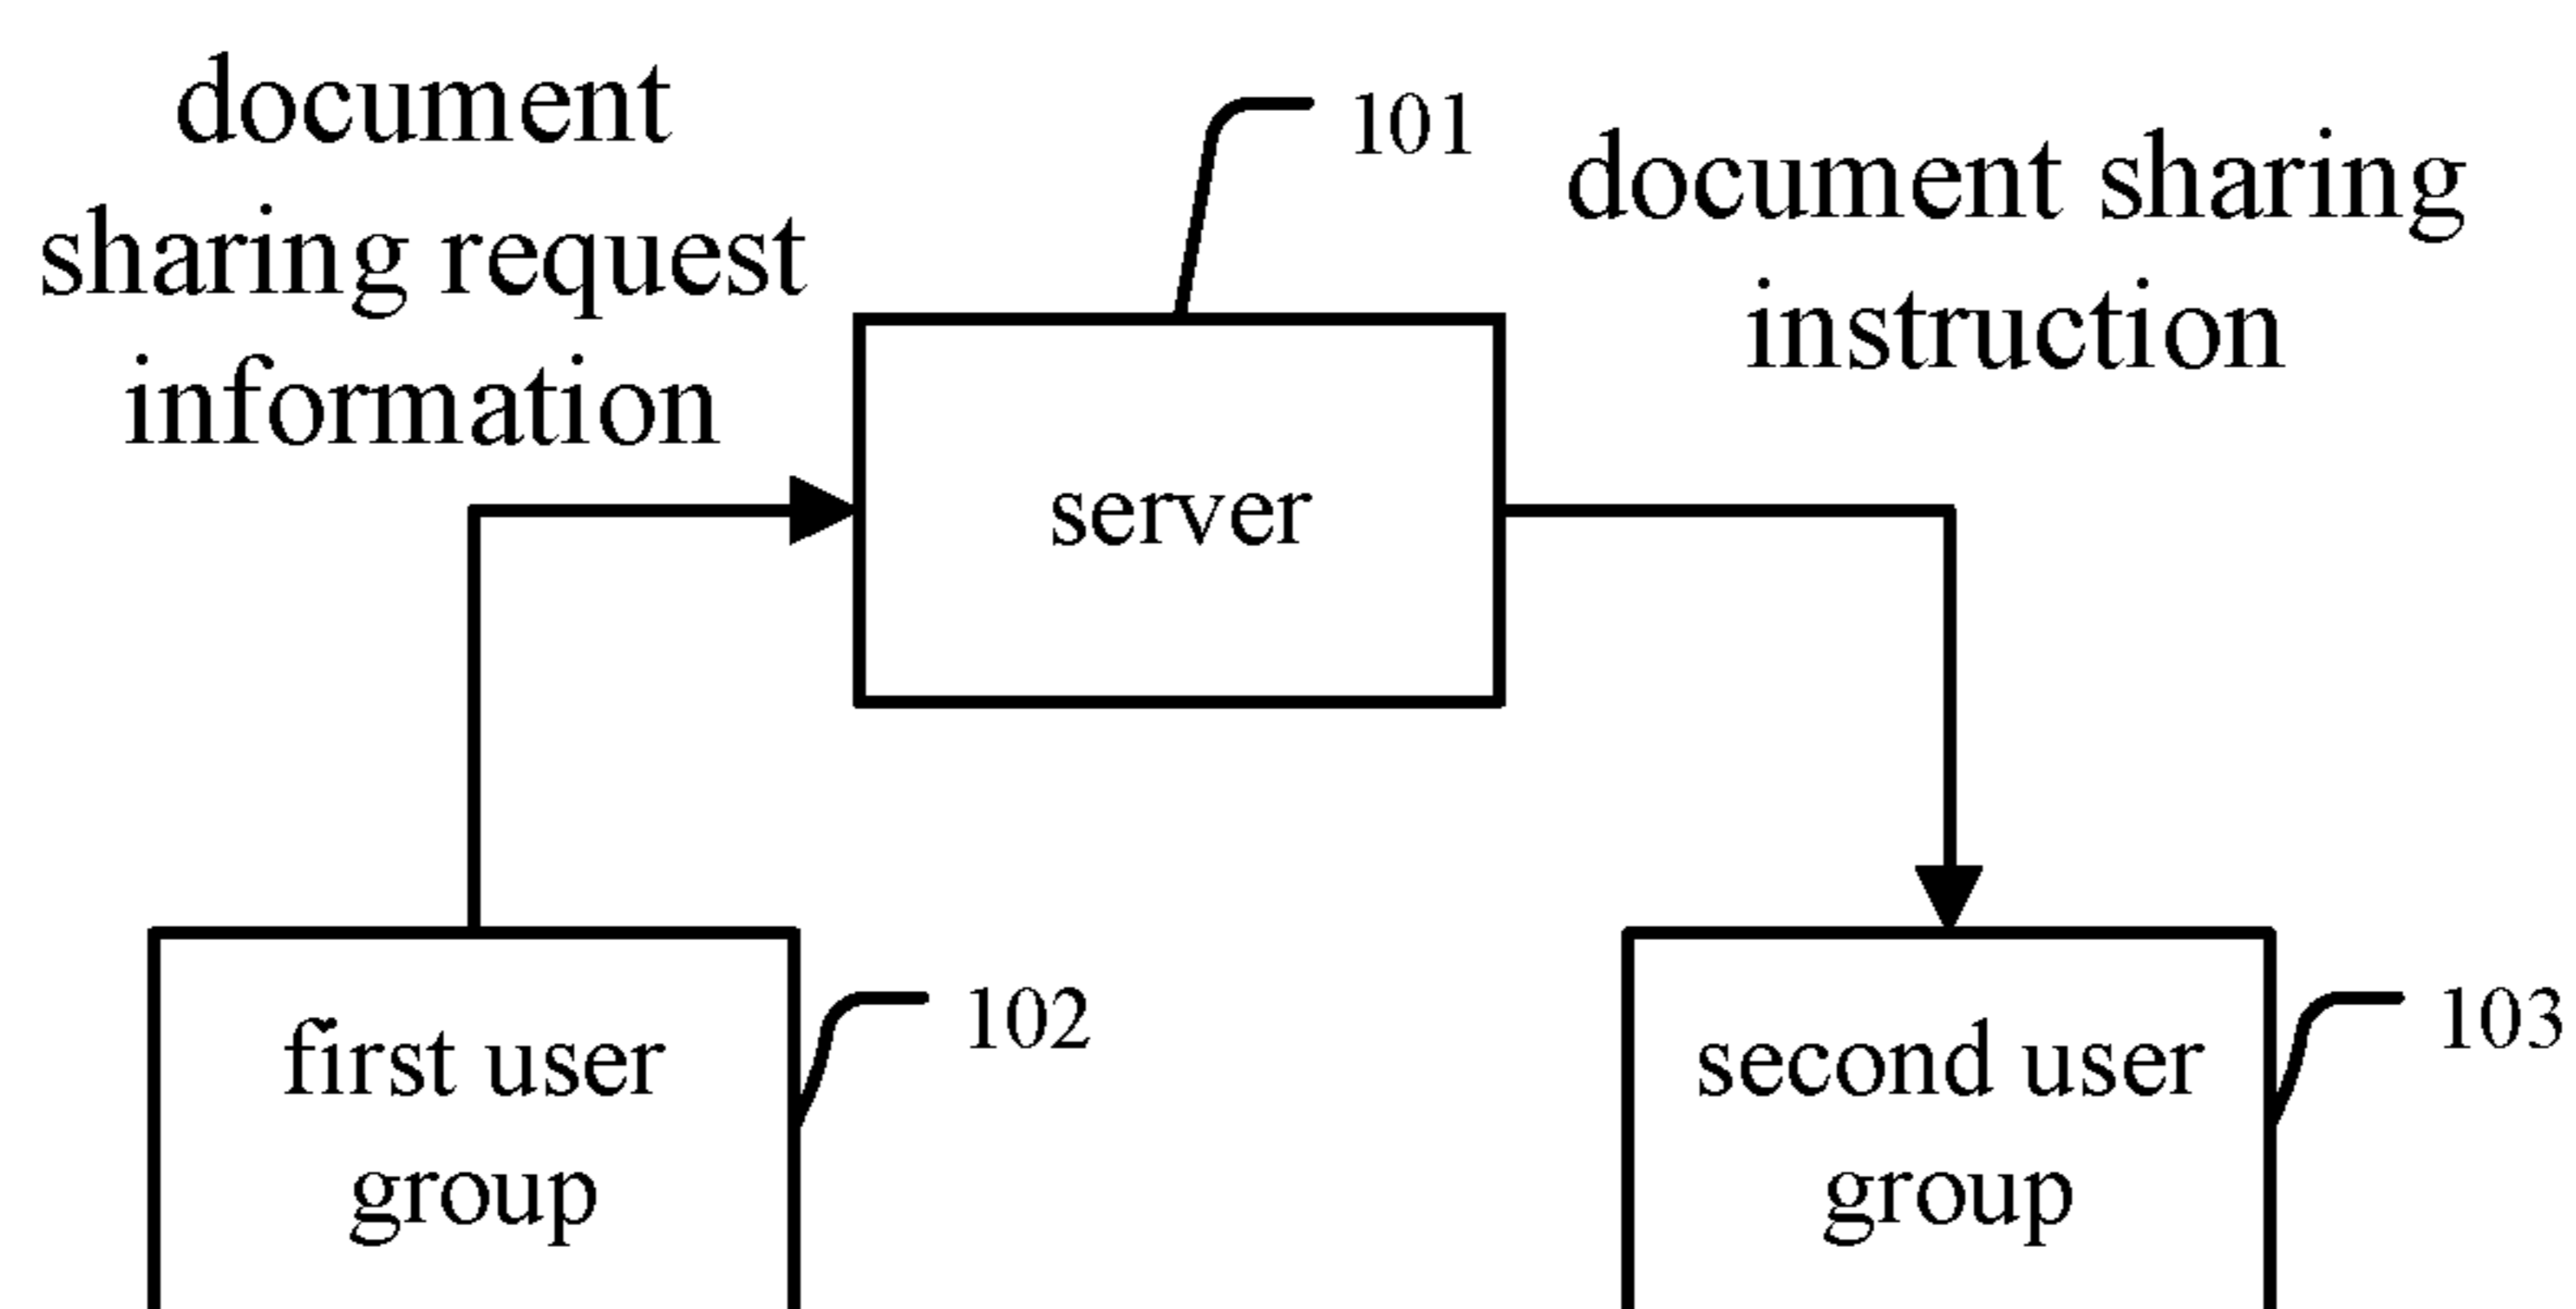 document
sharing request
information
101
document sharing
instruction
server
first user
group
102
second user
group
103